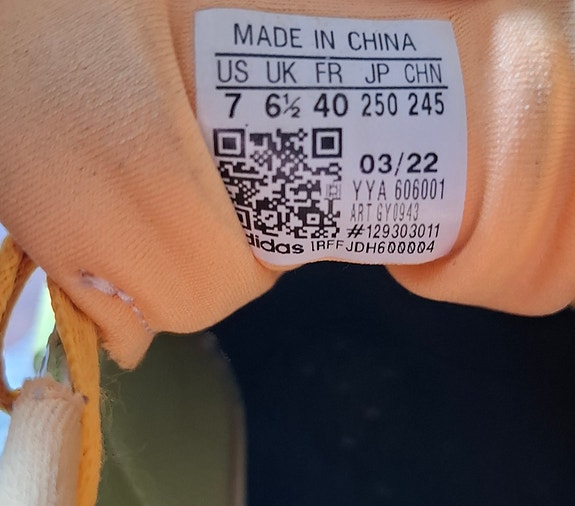 MADE IN CHINA
US UK FR JP CHN
7 6½ 40 250 245
03/22
YYA 606001
ART GY0943
#129303011
adidas 1RFFJDH600004